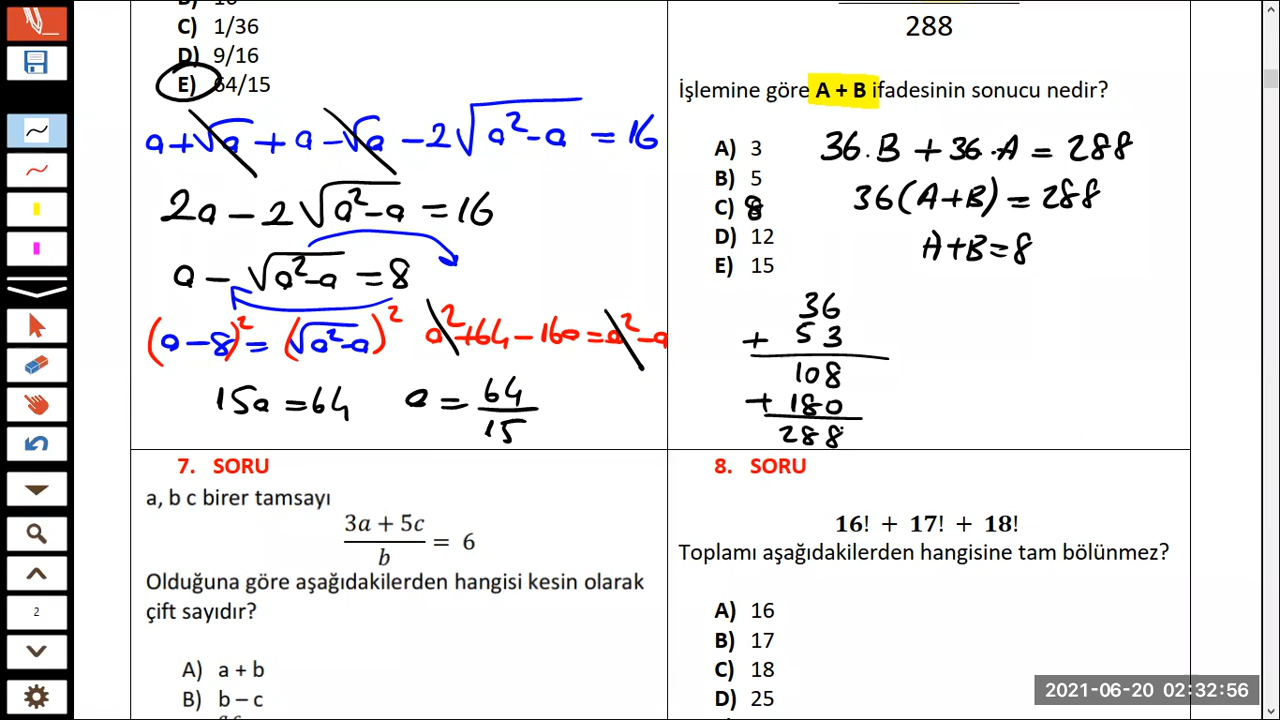 C) 1/36
D) 9/16
E) 64/15
a+√a + a-√a -2√a²-a = 16
2a - 2√a²-a = 16
a - √a²-a = 8
(a-8)² = (√a²-a)² a²+64-16a=a²-a
15a = 64 a = 64/15
288
İşlemine göre A + B ifadesinin sonucu nedir?
A) 3
B) 5
C) 8
D) 12
E) 15
36.B + 36.A = 288
36(A+B) = 288
A+B=8
36
+ 53
108
+ 180
288
7. SORU
a, b c birer tamsayı
3a + 5c
b
= 6
Olduğuna göre aşağıdakilerden hangisi kesin olarak
çift sayıdır?
A) a + b
B) b – c
8. SORU
16! + 17! + 18!
Toplamı aşağıdakilerden hangisine tam bölünmez?
A) 16
B) 17
C) 18
D) 25
2
2021-06-20 02:32:56